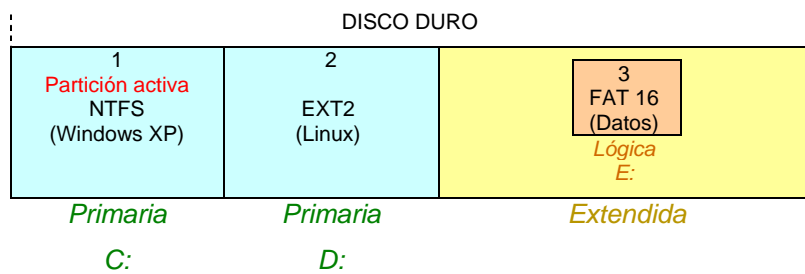 DISCO DURO
1
Partición activa
NTFS
(Windows XP)
2
EXT2
(Linux)
3
FAT 16
(Datos)
Lógica
E:
Primaria
Primaria
Extendida
C:
D: